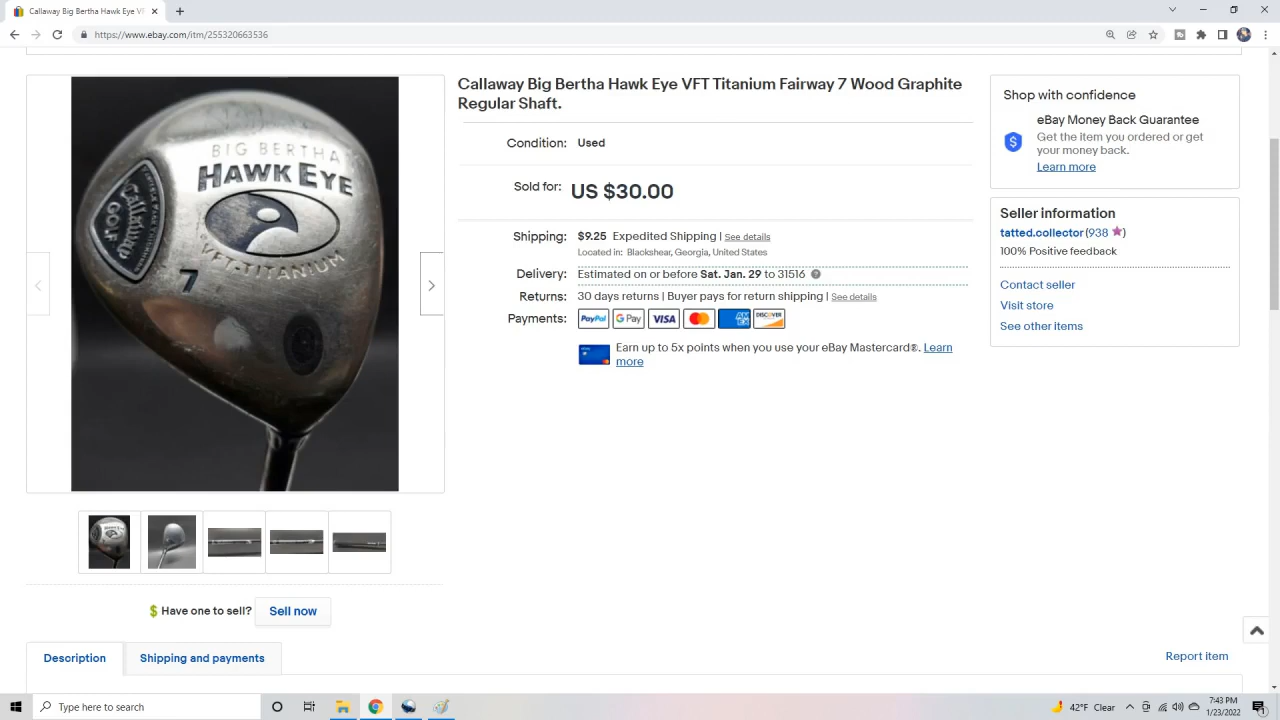 Callaway Big Bertha Hawk Eye VF
https://www.ebay.com/itm/255320663536
BIG BERTHA
HAWK EYE
VFT-TITANIUM
Callaway
GOLF
7
Callaway Big Bertha Hawk Eye VFT Titanium Fairway 7 Wood Graphite
Regular Shaft.
Condition: Used
Sold for: US $30.00
Shipping: $9.25 Expedited Shipping | See details
Located in: Blackshear, Georgia, United States
Delivery: Estimated on or before Sat. Jan. 29 to 31516
Returns: 30 days returns | Buyer pays for return shipping | See details
Payments: PayPal G Pay VISA AMEX DISCOVER
Earn up to 5x points when you use your eBay Mastercard®. Learn
more
Shop with confidence
eBay Money Back Guarantee
Get the item you ordered or get
your money back.
Learn more
Seller information
tatted.collector (938)
100% Positive feedback
Contact seller
Visit store
See other items
$ Have one to sell? Sell now
Description
Shipping and payments
Report item
Type here to search
42°F Clear
7:43 PM
1/23/2022